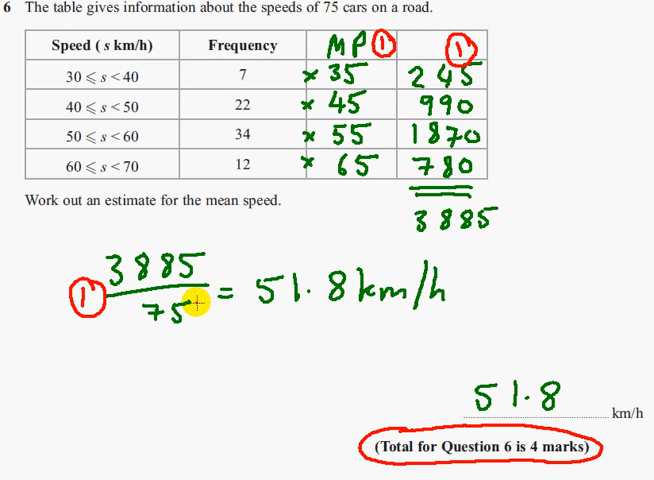 6 The table gives information about the speeds of 75 cars on a road.
Speed ( s km/h) Frequency MP 1 1
30 ⩽ s < 40 7 × 35 245
40 ⩽ s < 50 22 × 45 990
50 ⩽ s < 60 34 × 55 1870
60 ⩽ s < 70 12 × 65 780
Work out an estimate for the mean speed.
3885
1 3885
75 = 51.8 km/h
51.8
km/h
(Total for Question 6 is 4 marks)